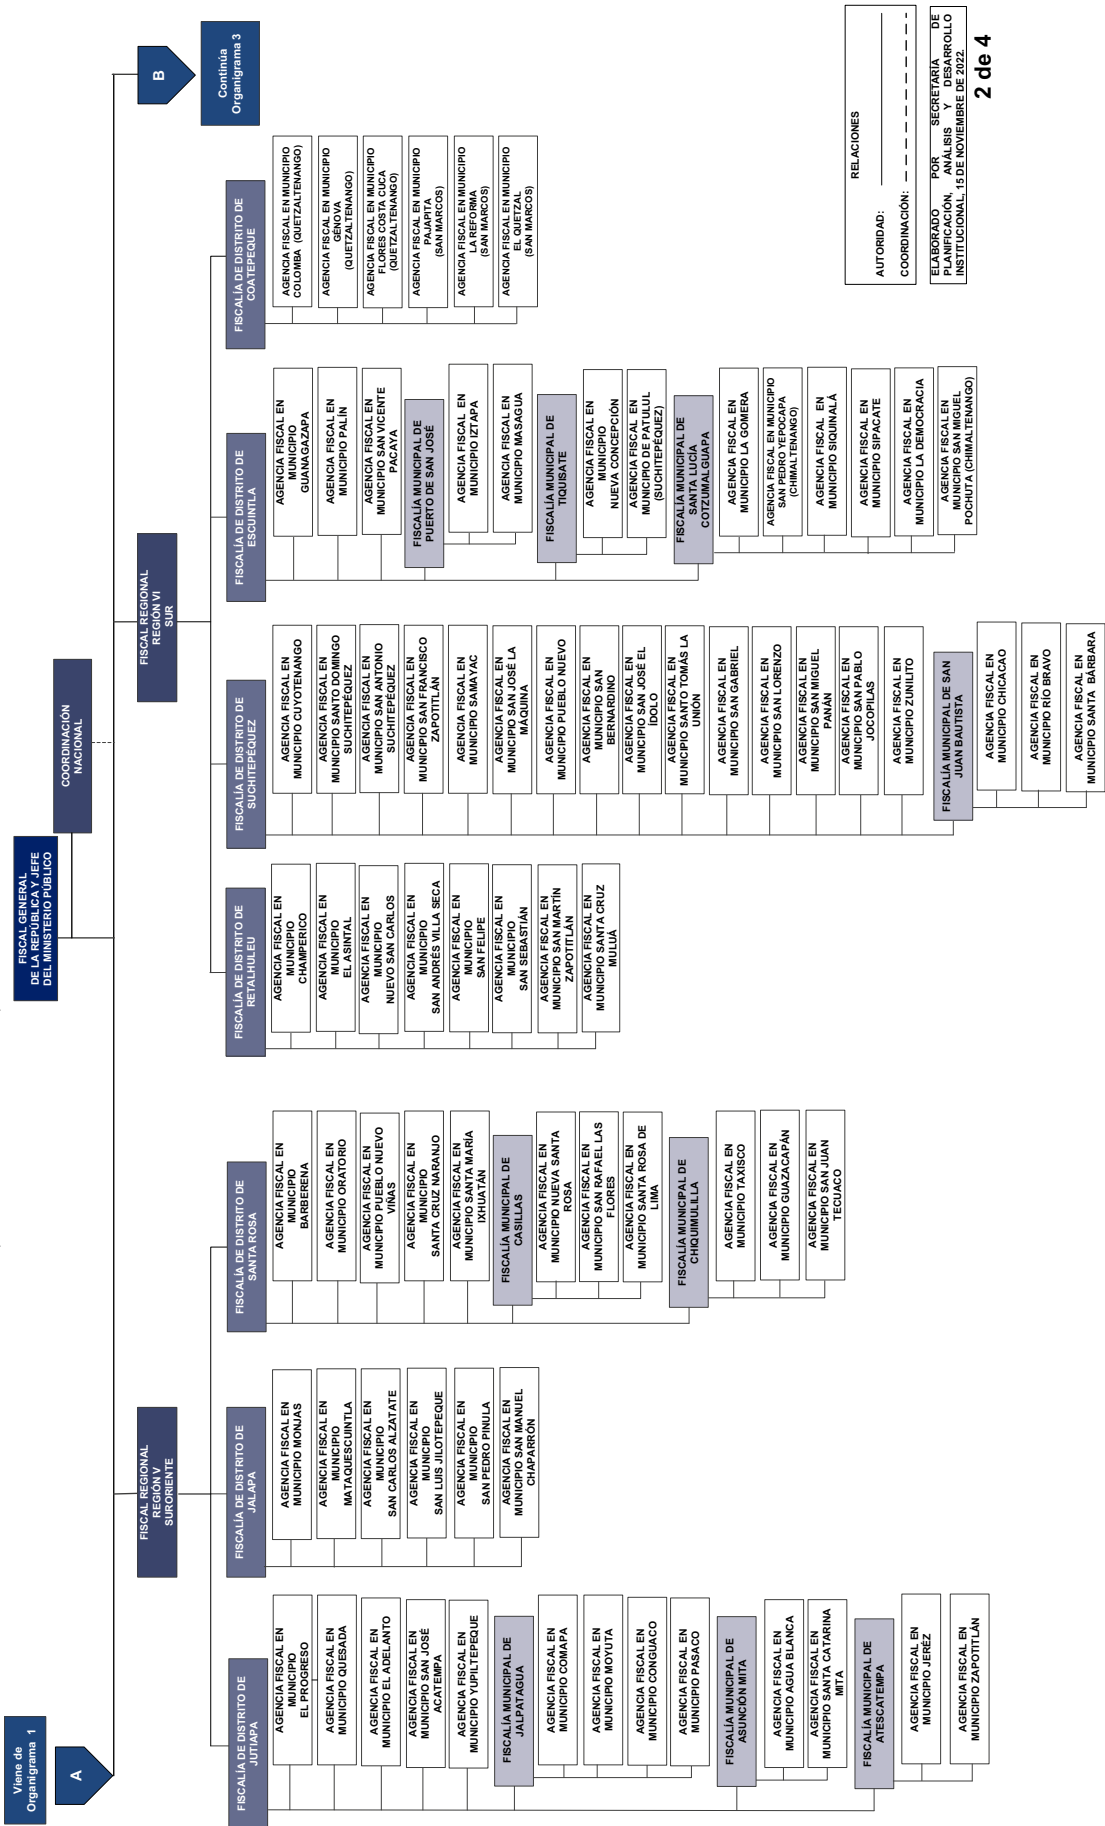 Viene de
Organigrama 1
A
FISCAL GENERAL
DE LA REPÚBLICA Y JEFE
DEL MINISTERIO PÚBLICO
COORDINACIÓN
NACIONAL
B
Continúa
Organigrama 3
FISCAL REGIONAL
REGIÓN V
SURORIENTE
FISCAL REGIONAL
REGIÓN VI
SUR
FISCALÍA DE DISTRITO DE
JUTIAPA
AGENCIA FISCAL EN
MUNICIPIO
EL PROGRESO
AGENCIA FISCAL EN
MUNICIPIO QUESADA
AGENCIA FISCAL EN
MUNICIPIO EL ADELANTO
AGENCIA FISCAL EN
MUNICIPIO SAN JOSÉ
ACATEMPA
AGENCIA FISCAL EN
MUNICIPIO YUPILTEPEQUE
FISCALÍA MUNICIPAL DE
JALPATAGUA
AGENCIA FISCAL EN
MUNICIPIO COMAPA
AGENCIA FISCAL EN
MUNICIPIO MOYUTA
AGENCIA FISCAL EN
MUNICIPIO CONGUACO
AGENCIA FISCAL EN
MUNICIPIO PASACO
FISCALÍA MUNICIPAL DE
ASUNCIÓN MITA
AGENCIA FISCAL EN
MUNICIPIO AGUA BLANCA
AGENCIA FISCAL EN
MUNICIPIO SANTA CATARINA
MITA
FISCALÍA MUNICIPAL DE
ATESCATEMPA
AGENCIA FISCAL EN
MUNICIPIO JERÉZ
AGENCIA FISCAL EN
MUNICIPIO ZAPOTITLÁN
FISCALÍA DE DISTRITO DE
JALAPA
AGENCIA FISCAL EN
MUNICIPIO MONJAS
AGENCIA FISCAL EN
MUNICIPIO
MATAQUESCUINTLA
AGENCIA FISCAL EN
MUNICIPIO
SAN CARLOS ALZATATE
AGENCIA FISCAL EN
MUNICIPIO
SAN LUIS JILOTEPEQUE
AGENCIA FISCAL EN
MUNICIPIO
SAN PEDRO PINULA
AGENCIA FISCAL EN
MUNICIPIO SAN MANUEL
CHAPARRÓN
FISCALÍA DE DISTRITO DE
SANTA ROSA
AGENCIA FISCAL EN
MUNICIPIO
BARBERENA
AGENCIA FISCAL EN
MUNICIPIO ORATORIO
AGENCIA FISCAL EN
MUNICIPIO PUEBLO NUEVO
VIÑAS
AGENCIA FISCAL EN
MUNICIPIO
SANTA CRUZ NARANJO
AGENCIA FISCAL EN
MUNICIPIO SANTA MARÍA
IXHUATÁN
FISCALÍA MUNICIPAL DE
CASILLAS
AGENCIA FISCAL EN
MUNICIPIO NUEVA SANTA
ROSA
AGENCIA FISCAL EN
MUNICIPIO SAN RAFAEL LAS
FLORES
AGENCIA FISCAL EN
MUNICIPIO SANTA ROSA DE
LIMA
FISCALÍA MUNICIPAL DE
CHIQUIMULILLA
AGENCIA FISCAL EN
MUNICIPIO TAXISCO
AGENCIA FISCAL EN
MUNICIPIO GUAZACAPÁN
AGENCIA FISCAL EN
MUNICIPIO SAN JUAN
TECUACO
FISCALÍA DE DISTRITO DE
RETALHULEU
AGENCIA FISCAL EN
MUNICIPIO
CHAMPERICO
AGENCIA FISCAL EN
MUNICIPIO
EL ASINTAL
AGENCIA FISCAL EN
MUNICIPIO
NUEVO SAN CARLOS
AGENCIA FISCAL EN
MUNICIPIO
SAN ANDRÉS VILLA SECA
AGENCIA FISCAL EN
MUNICIPIO
SAN FELIPE
AGENCIA FISCAL EN
MUNICIPIO
SAN SEBASTIÁN
AGENCIA FISCAL EN
MUNICIPIO SAN MARTÍN
ZAPOTITLÁN
AGENCIA FISCAL EN
MUNICIPIO SANTA CRUZ
MULUÁ
FISCALÍA DE DISTRITO DE
SUCHITEPÉQUEZ
AGENCIA FISCAL EN
MUNICIPIO CUYOTENANGO
AGENCIA FISCAL EN
MUNICIPIO SANTO DOMINGO
SUCHITEPÉQUEZ
AGENCIA FISCAL EN
MUNICIPIO SAN ANTONIO
SUCHITEPÉQUEZ
AGENCIA FISCAL EN
MUNICIPIO SAN FRANCISCO
ZAPOTITLÁN
AGENCIA FISCAL EN
MUNICIPIO SAMAYAC
AGENCIA FISCAL EN
MUNICIPIO SAN JOSÉ LA
MÁQUINA
AGENCIA FISCAL EN
MUNICIPIO PUEBLO NUEVO
AGENCIA FISCAL EN
MUNICIPIO SAN
BERNARDINO
AGENCIA FISCAL EN
MUNICIPIO SAN JOSÉ EL
ÍDOLO
AGENCIA FISCAL EN
MUNICIPIO SANTO TOMÁS LA
UNIÓN
AGENCIA FISCAL EN
MUNICIPIO SAN GABRIEL
AGENCIA FISCAL EN
MUNICIPIO SAN LORENZO
AGENCIA FISCAL EN
MUNICIPIO SAN MIGUEL
PANÁN
AGENCIA FISCAL EN
MUNICIPIO SAN PABLO
JOCOPILAS
AGENCIA FISCAL EN
MUNICIPIO ZUNILITO
FISCALÍA MUNICIPAL DE SAN
JUAN BAUTISTA
AGENCIA FISCAL EN
MUNICIPIO CHICACAO
AGENCIA FISCAL EN
MUNICIPIO RÍO BRAVO
AGENCIA FISCAL EN
MUNICIPIO SANTA BÁRBARA
FISCALÍA DE DISTRITO DE
ESCUINTLA
AGENCIA FISCAL EN
MUNICIPIO
GUANAGAZAPA
AGENCIA FISCAL EN
MUNICIPIO PALÍN
AGENCIA FISCAL EN
MUNICIPIO SAN VICENTE
PACAYA
FISCALÍA MUNICIPAL DE
PUERTO DE SAN JOSÉ
AGENCIA FISCAL EN
MUNICIPIO IZTAPA
AGENCIA FISCAL EN
MUNICIPIO MASAGUA
FISCALÍA MUNICIPAL DE
TIQUISATE
AGENCIA FISCAL EN
MUNICIPIO
NUEVA CONCEPCIÓN
AGENCIA FISCAL EN
MUNICIPIO DE PATULUL
(SUCHITEPÉQUEZ)
FISCALÍA MUNICIPAL DE
SANTA LUCÍA
COTZUMALGUAPA
AGENCIA FISCAL EN
MUNICIPIO LA GOMERA
AGENCIA FISCAL EN MUNICIPIO
SAN PEDRO YEPOCAPA
(CHIMALTENANGO)
AGENCIA FISCAL EN
MUNICIPIO SIQUINALÁ
AGENCIA FISCAL EN
MUNICIPIO SIPACATE
AGENCIA FISCAL EN
MUNICIPIO LA DEMOCRACIA
AGENCIA FISCAL EN
MUNICIPIO SAN MIGUEL
POCHUTA (CHIMALTENANGO)
FISCALÍA DE DISTRITO DE
COATEPEQUE
AGENCIA FISCAL EN MUNICIPIO
COLOMBA (QUETZALTENANGO)
AGENCIA FISCAL EN MUNICIPIO
GÉNOVA
(QUETZALTENANGO)
AGENCIA FISCAL EN MUNICIPIO
FLORES COSTA CUCA
(QUETZALTENANGO)
AGENCIA FISCAL EN MUNICIPIO
PAJAPITA
(SAN MARCOS)
AGENCIA FISCAL EN MUNICIPIO
LA REFORMA
(SAN MARCOS)
AGENCIA FISCAL EN MUNICIPIO
EL QUETZAL
(SAN MARCOS)
RELACIONES
AUTORIDAD:
COORDINACIÓN:
ELABORADO POR SECRETARÍA DE
PLANIFICACIÓN, ANÁLISIS Y DESARROLLO
INSTITUCIONAL, 15 DE NOVIEMBRE DE 2022.
2 de 4